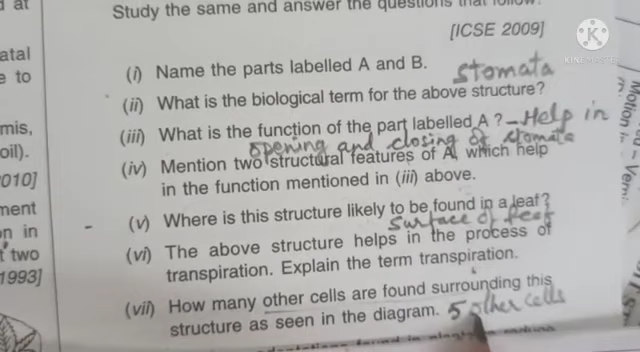 Study the same and answer the questions that follow.
[ICSE 2009]
KINEMASTER
atal
e to
(i) Name the parts labelled A and B.
Stomata
(ii) What is the biological term for the above structure?
mis,
(iii) What is the function of the part labelled A ? – Help in
opening and closing of stomata
oil).
(iv) Mention two structural features of A, which help
in the function mentioned in (iii) above.
010]
ment
(v) Where is this structure likely to be found in a leaf?
surface of leaf
n in
(vi) The above structure helps in the process of
two
transpiration. Explain the term transpiration.
1993]
(vii) How many other cells are found surrounding this
structure as seen in the diagram. 5 other cells
Motion
Verni